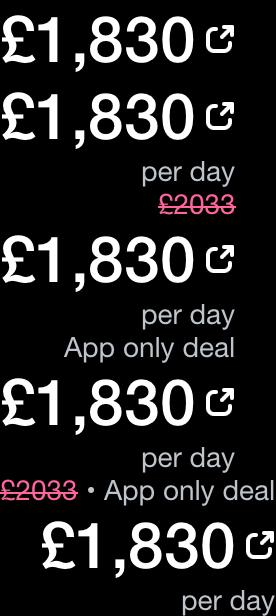 £1,830
£1,830
per day
£2033
£1,830
per day
App only deal
£1,830
per day
£2033 • App only deal
£1,830
per day